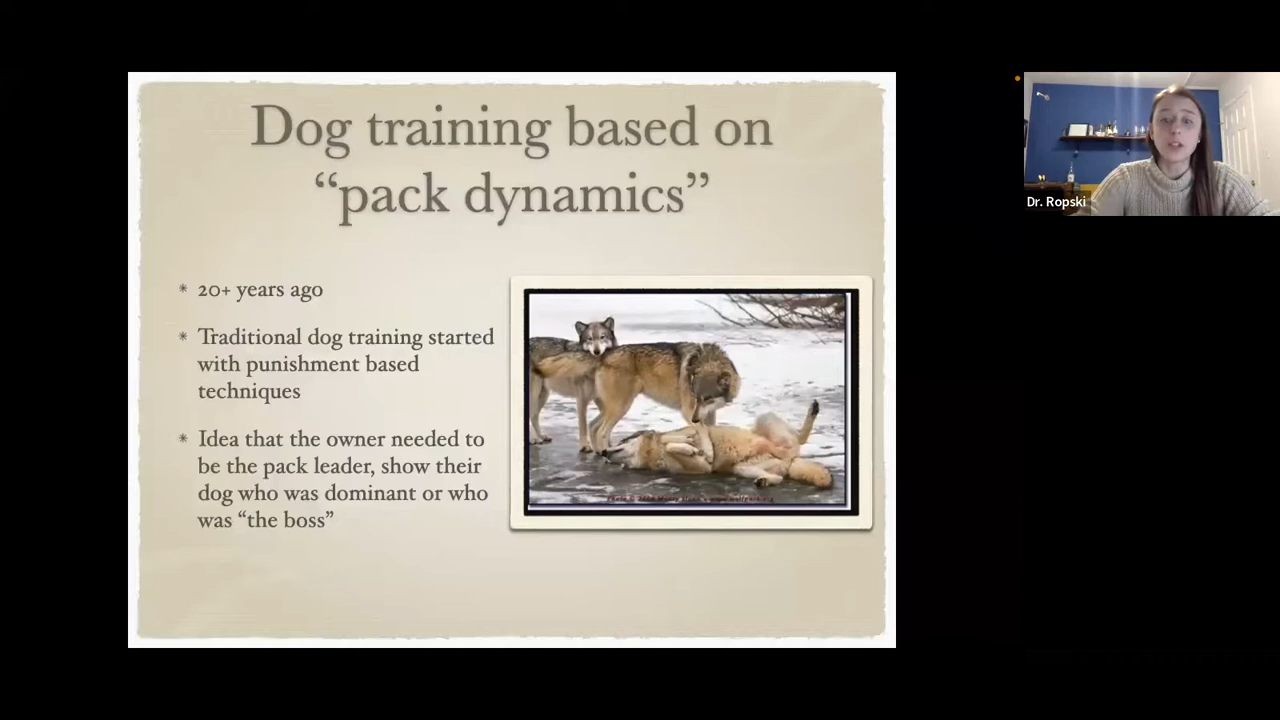 Dog training based on
“pack dynamics”
Dr. Ropski
* 20+ years ago
* Traditional dog training started
with punishment based
techniques
* Idea that the owner needed to
be the pack leader, show their
dog who was dominant or who
was “the boss”